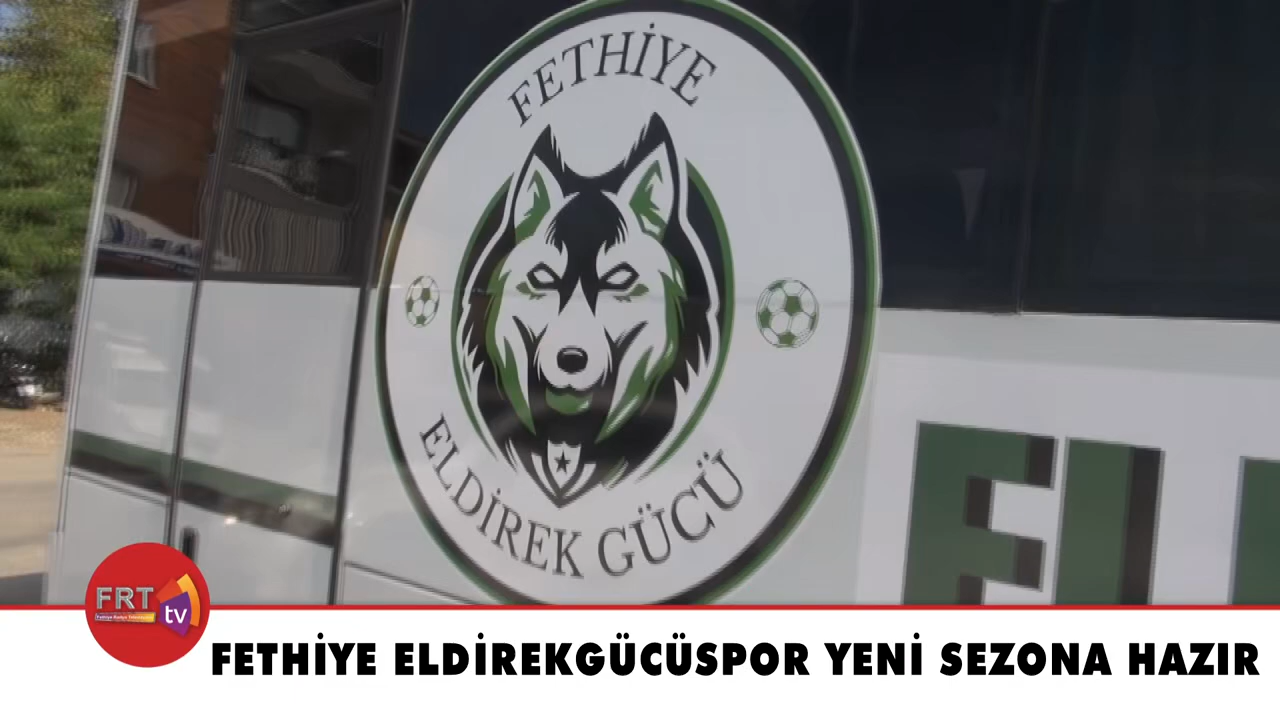 FETHİYE
ELDİREK GÜCÜ
FRT
tv
FETHİYE ELDİREKGÜCÜSPOR YENİ SEZONA HAZIR